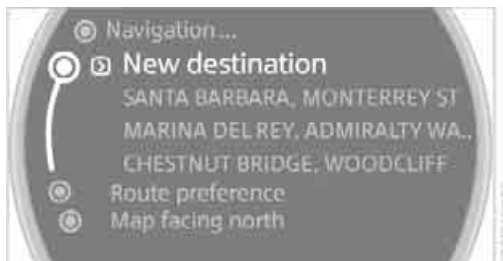 Navigation ...
New destination
SANTA BARBARA, MONTERREY ST
MARINA DEL REY, ADMIRALTY WA..
CHESTNUT BRIDGE, WOODCLIFF
Route preference
Map facing north